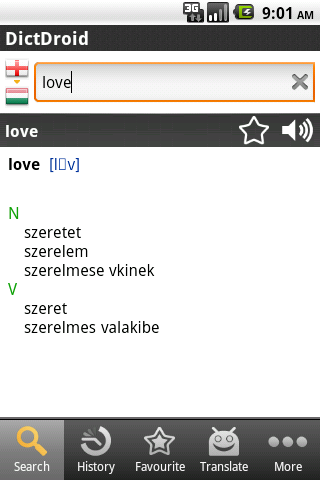 3G 9:01 AM
DictDroid
love
love
love [l▯v]
N
szeretet
szerelem
szerelmese vkinek
V
szeret
szerelmes valakibe
Search History Favourite Translate More